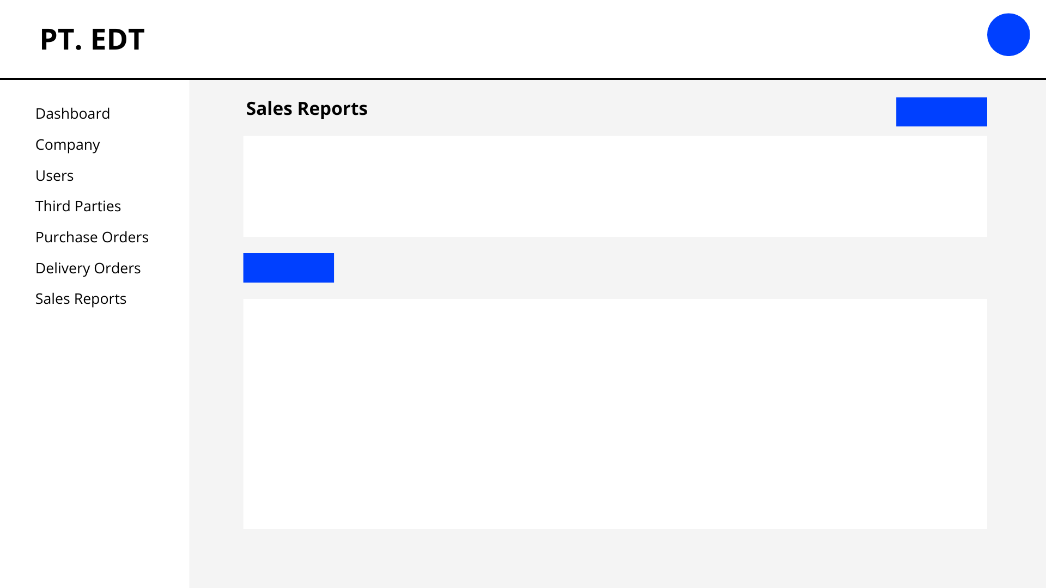 PT. EDT
Dashboard
Company
Users
Third Parties
Purchase Orders
Delivery Orders
Sales Reports
Sales Reports